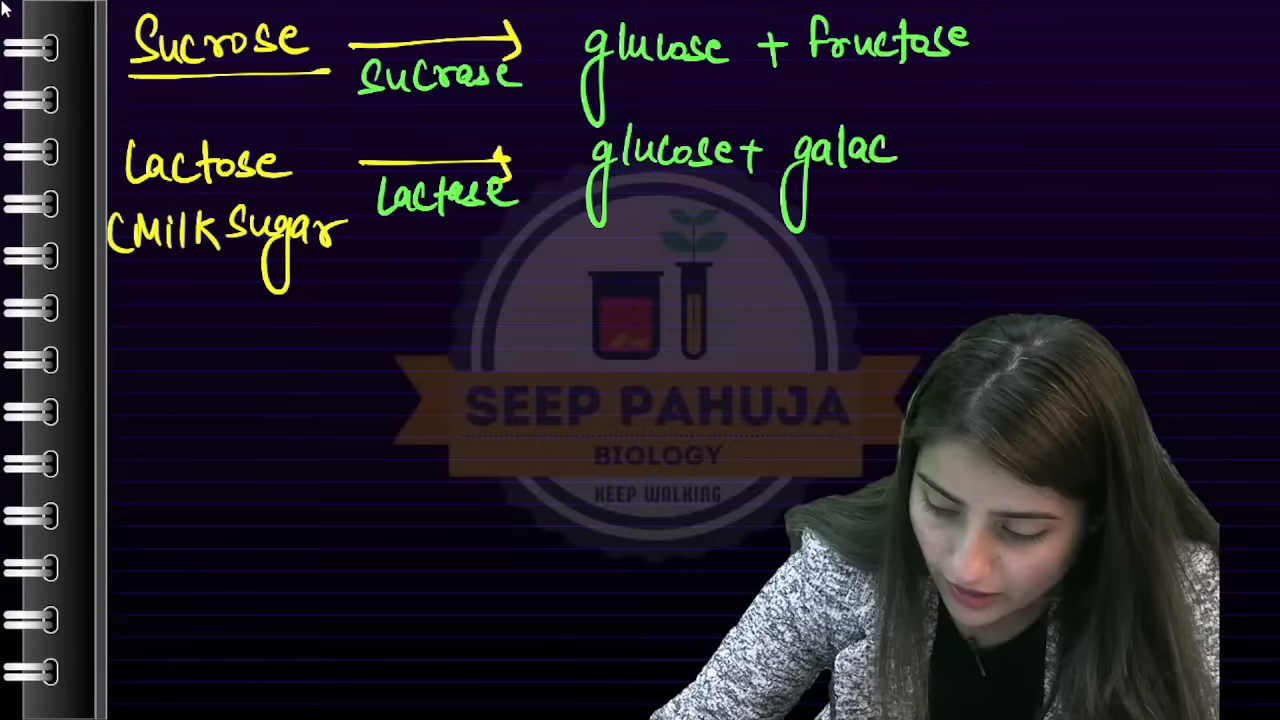 Sucrose → glucose + fructose
sucrase
Lactose → glucose + galac
Lactase
(Milk Sugar
SEEP PAHUJA
BIOLOGY
KEEP WALKING